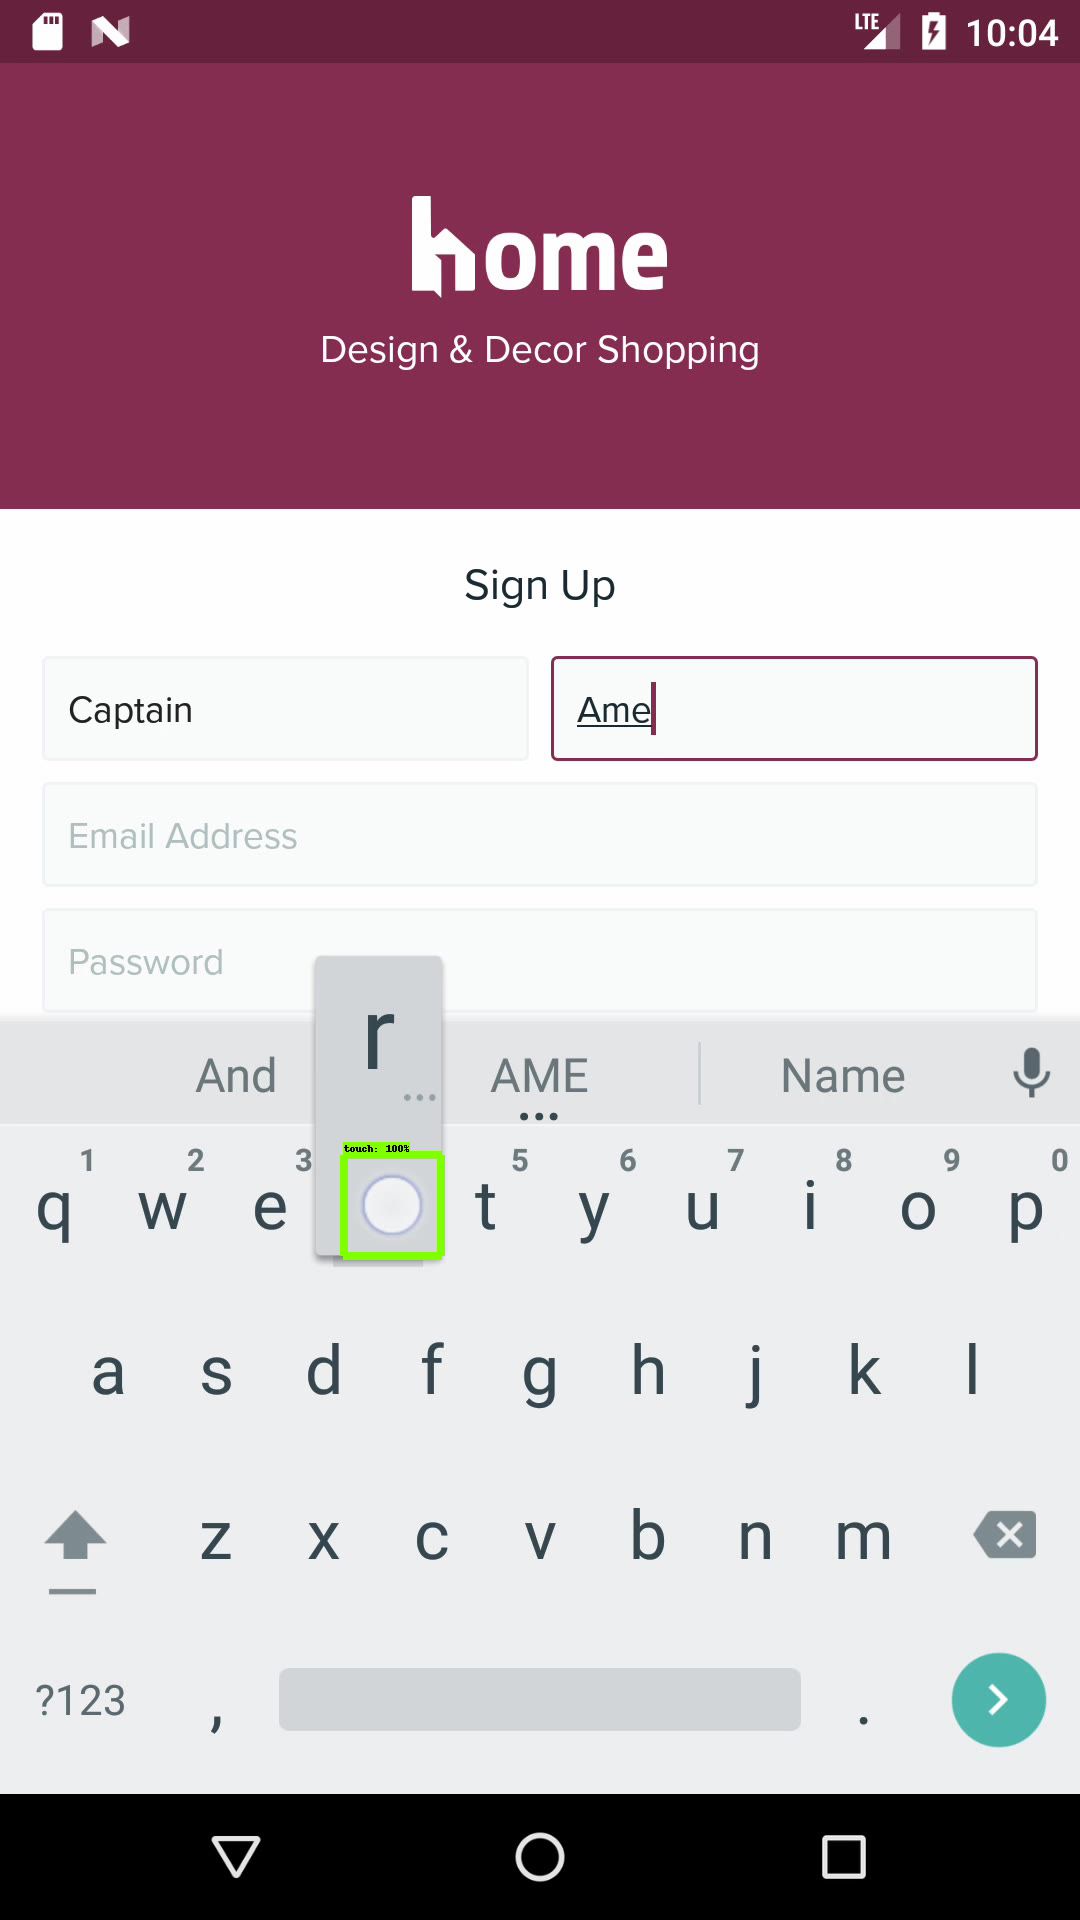 LTE 10:04
home
Design & Decor Shopping
Sign Up
Captain Ame
Email Address
Password
r
And AME Name
touch: 100%
1 2 3 5 6 7 8 9 0
q w e t y u i o p
a s d f g h j k l
z x c v b n m
?123 , .